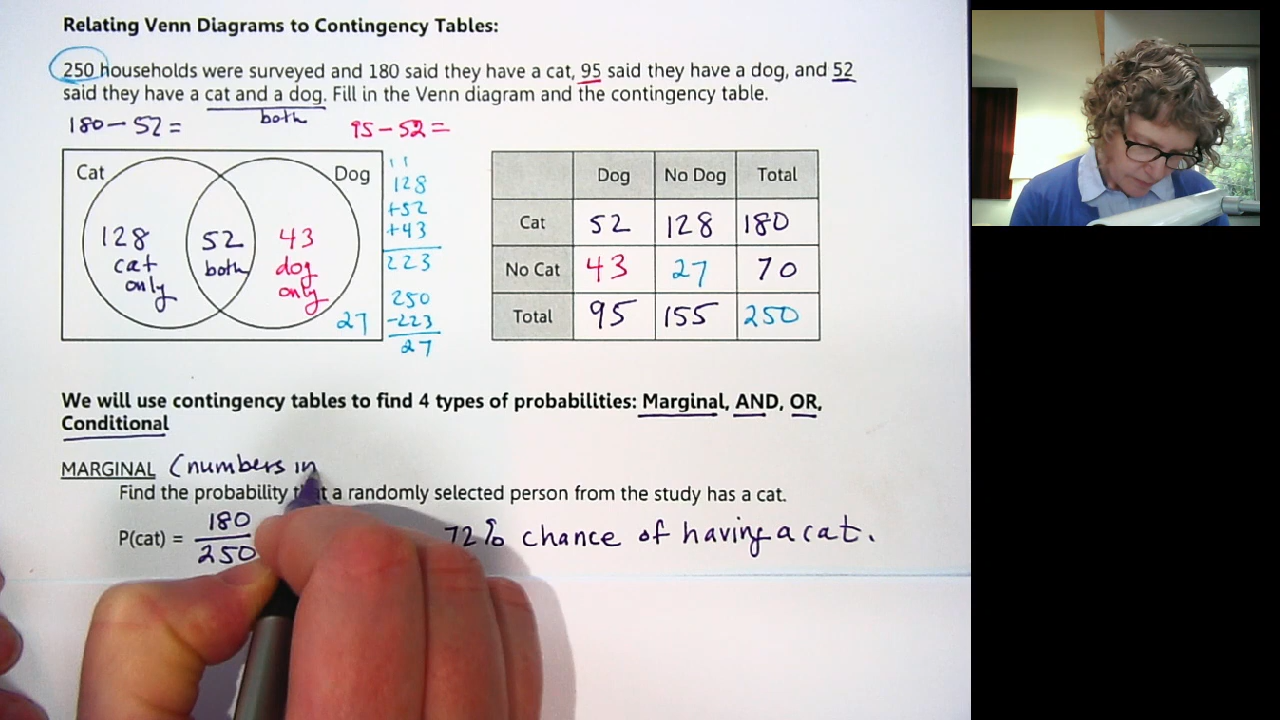 Relating Venn Diagrams to Contingency Tables:
250 households were surveyed and 180 said they have a cat, 95 said they have a dog, and 52
said they have a cat and a dog. Fill in the Venn diagram and the contingency table.
both
180 - 52 =
95 - 52 =
Cat
Dog
128
cat
only
52
both
43
dog
only
27
11
128
+52
+43
223
250
-223
27
Dog No Dog Total
Cat 52 128 180
No Cat 43 27 70
Total 95 155 250
We will use contingency tables to find 4 types of probabilities: Marginal, AND, OR,
Conditional
MARGINAL (numbers in
Find the probability that a randomly selected person from the study has a cat.
P(cat) = 180
250
72% chance of having a cat.